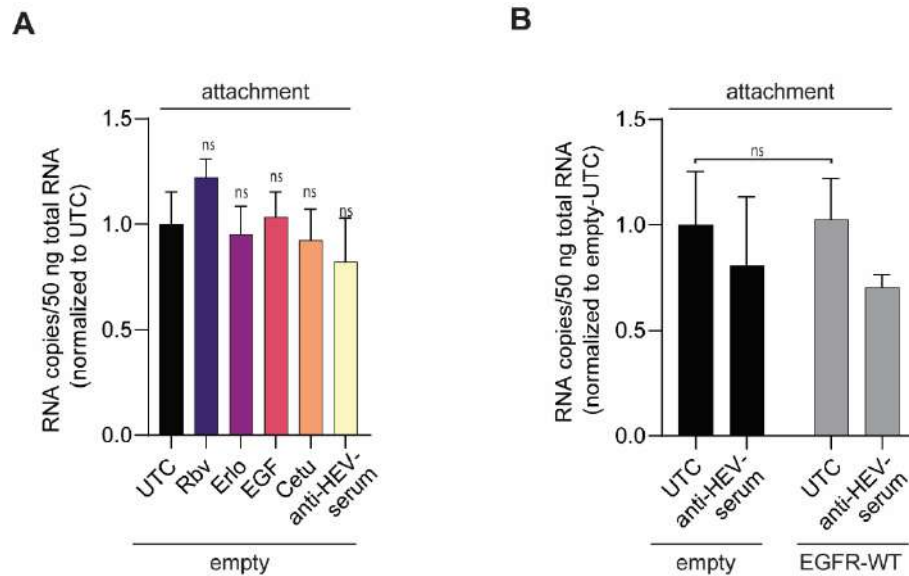 A
attachment
RNA copies/50 ng total RNA
(normalized to UTC)
1.5
1.0
0.5
0.0
ns
ns
ns
ns
ns
UTC
Rbv
Erlo
EGF
Cetu
anti-HEV-
serum
empty
B
attachment
RNA copies/50 ng total RNA
(normalized to empty-UTC)
1.5
1.0
0.5
0.0
ns
UTC
anti-HEV-
serum
UTC
anti-HEV-
serum
empty
EGFR-WT